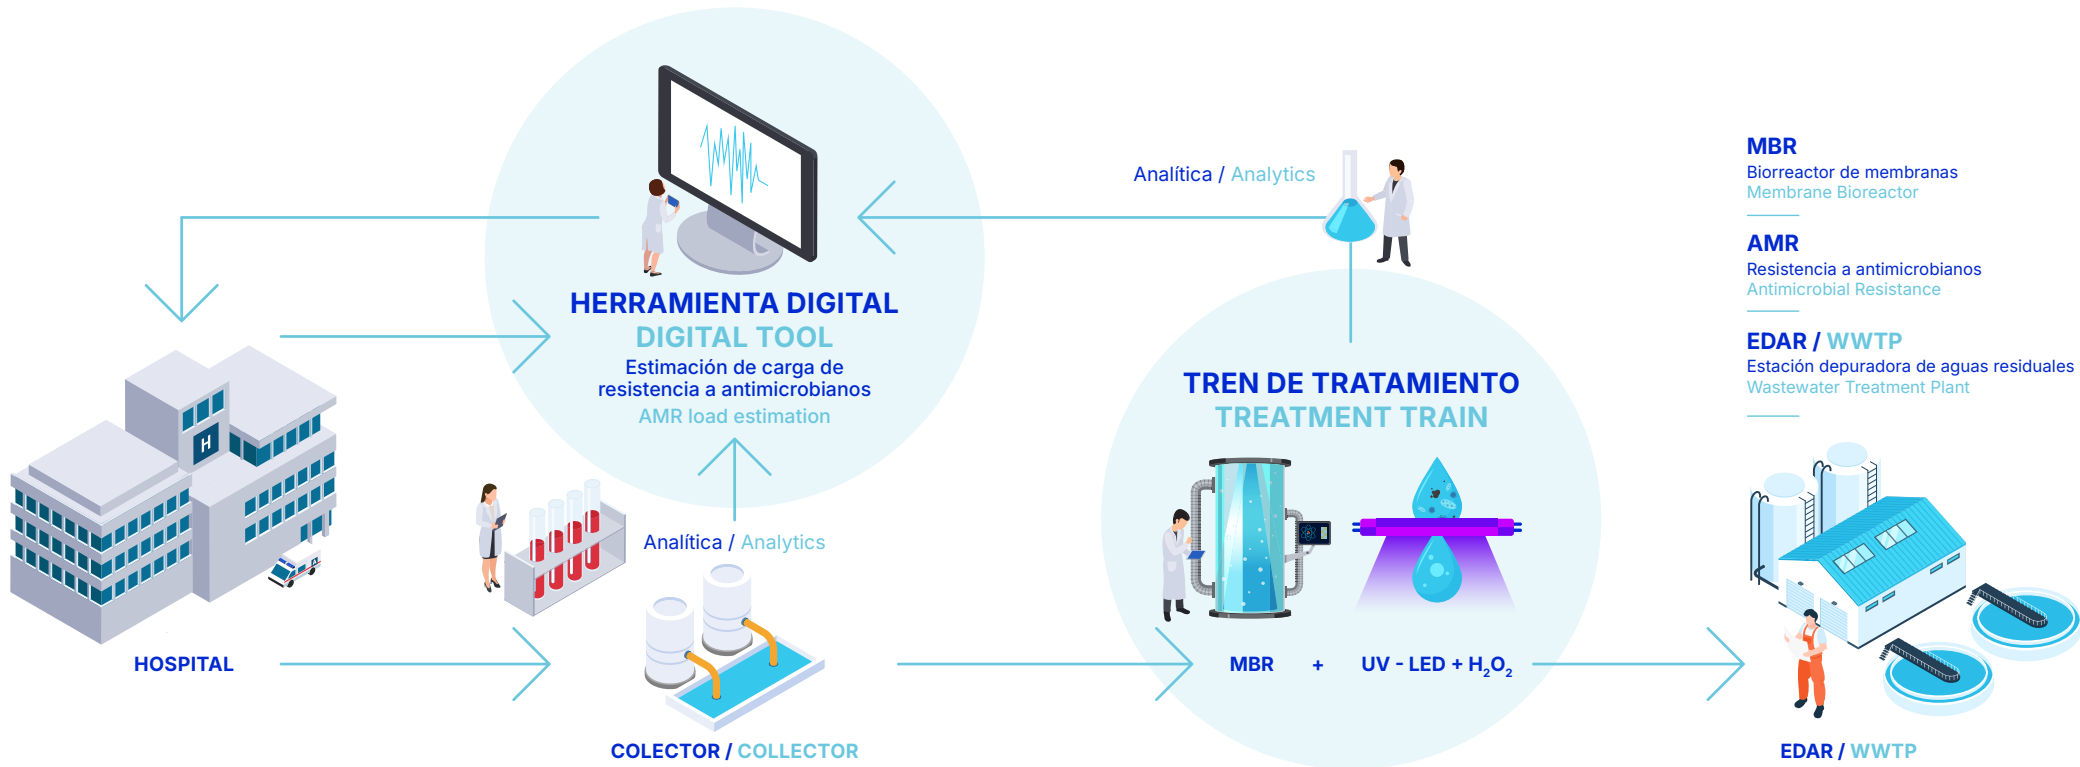 HERRAMIENTA DIGITAL
DIGITAL TOOL
Estimación de carga de
resistencia a antimicrobianos
AMR load estimation
Analítica / Analytics
Analítica / Analytics
H
HOSPITAL
COLECTOR / COLLECTOR
TREN DE TRATAMIENTO
TREATMENT TRAIN
MBR + UV - LED + H₂O₂
MBR
Biorreactor de membranas
Membrane Bioreactor
AMR
Resistencia a antimicrobianos
Antimicrobial Resistance
EDAR / WWTP
Estación depuradora de aguas residuales
Wastewater Treatment Plant
EDAR / WWTP